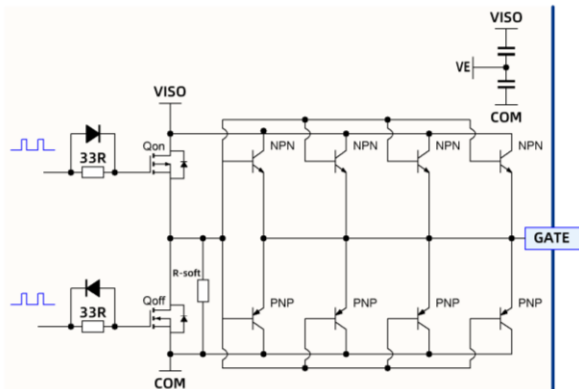 VISO
VE
COM
VISO
Qon
33R
NPN
NPN
NPN
NPN
GATE
R-soft
Qoff
33R
PNP
PNP
PNP
PNP
COM